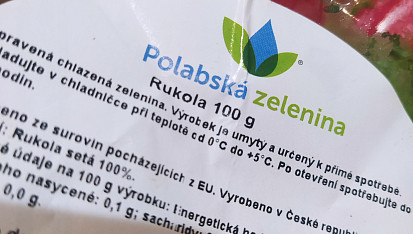 Polabská zelenina
®
Rukola 100 g
pravená chlazená zelenina. Výrobek je umytý a určený k přímé spotřebě.
ladujte v chladničce při teplotě od 0°C do +5°C. Po otevření spotřebujte do
hodin.
eno ze surovin pocházejících z EU. Vyrobeno v České republi
Rukola setá 100%.
é údaje na 100 g výrobku: Energetická ho
ho nasycené: 0,1 g; sacharidy:
0,0 g.